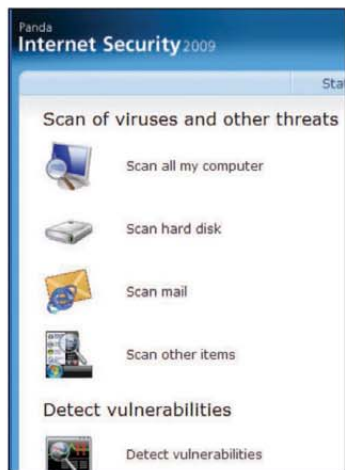 Panda
Internet Security 2009
Scan of viruses and other threats
Scan all my computer
Scan hard disk
Scan mail
Scan other items
Detect vulnerabilities
Detect vulnerabilities